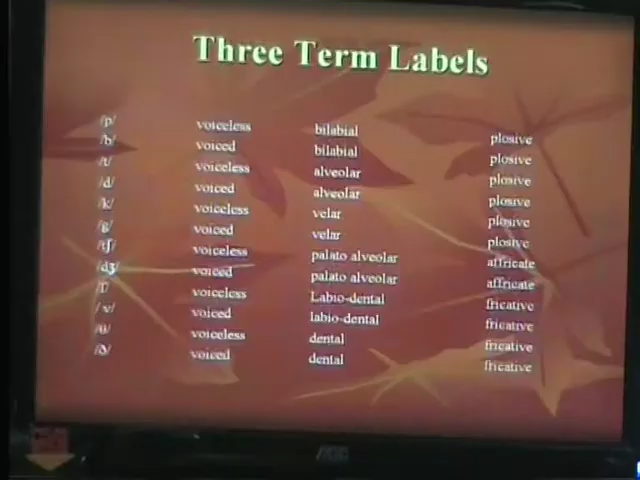 Three Term Labels
/p/ voiceless bilabial plosive
/b/ voiced bilabial plosive
/t/ voiceless alveolar plosive
/d/ voiced alveolar plosive
/k/ voiceless velar plosive
/g/ voiced velar plosive
/tʃ/ voiceless palato alveolar affricate
/dʒ/ voiced palato alveolar affricate
/f/ voiceless Labio-dental fricative
/v/ voiced labio-dental fricative
/θ/ voiceless dental fricative
/ð/ voiced dental fricative
AOC